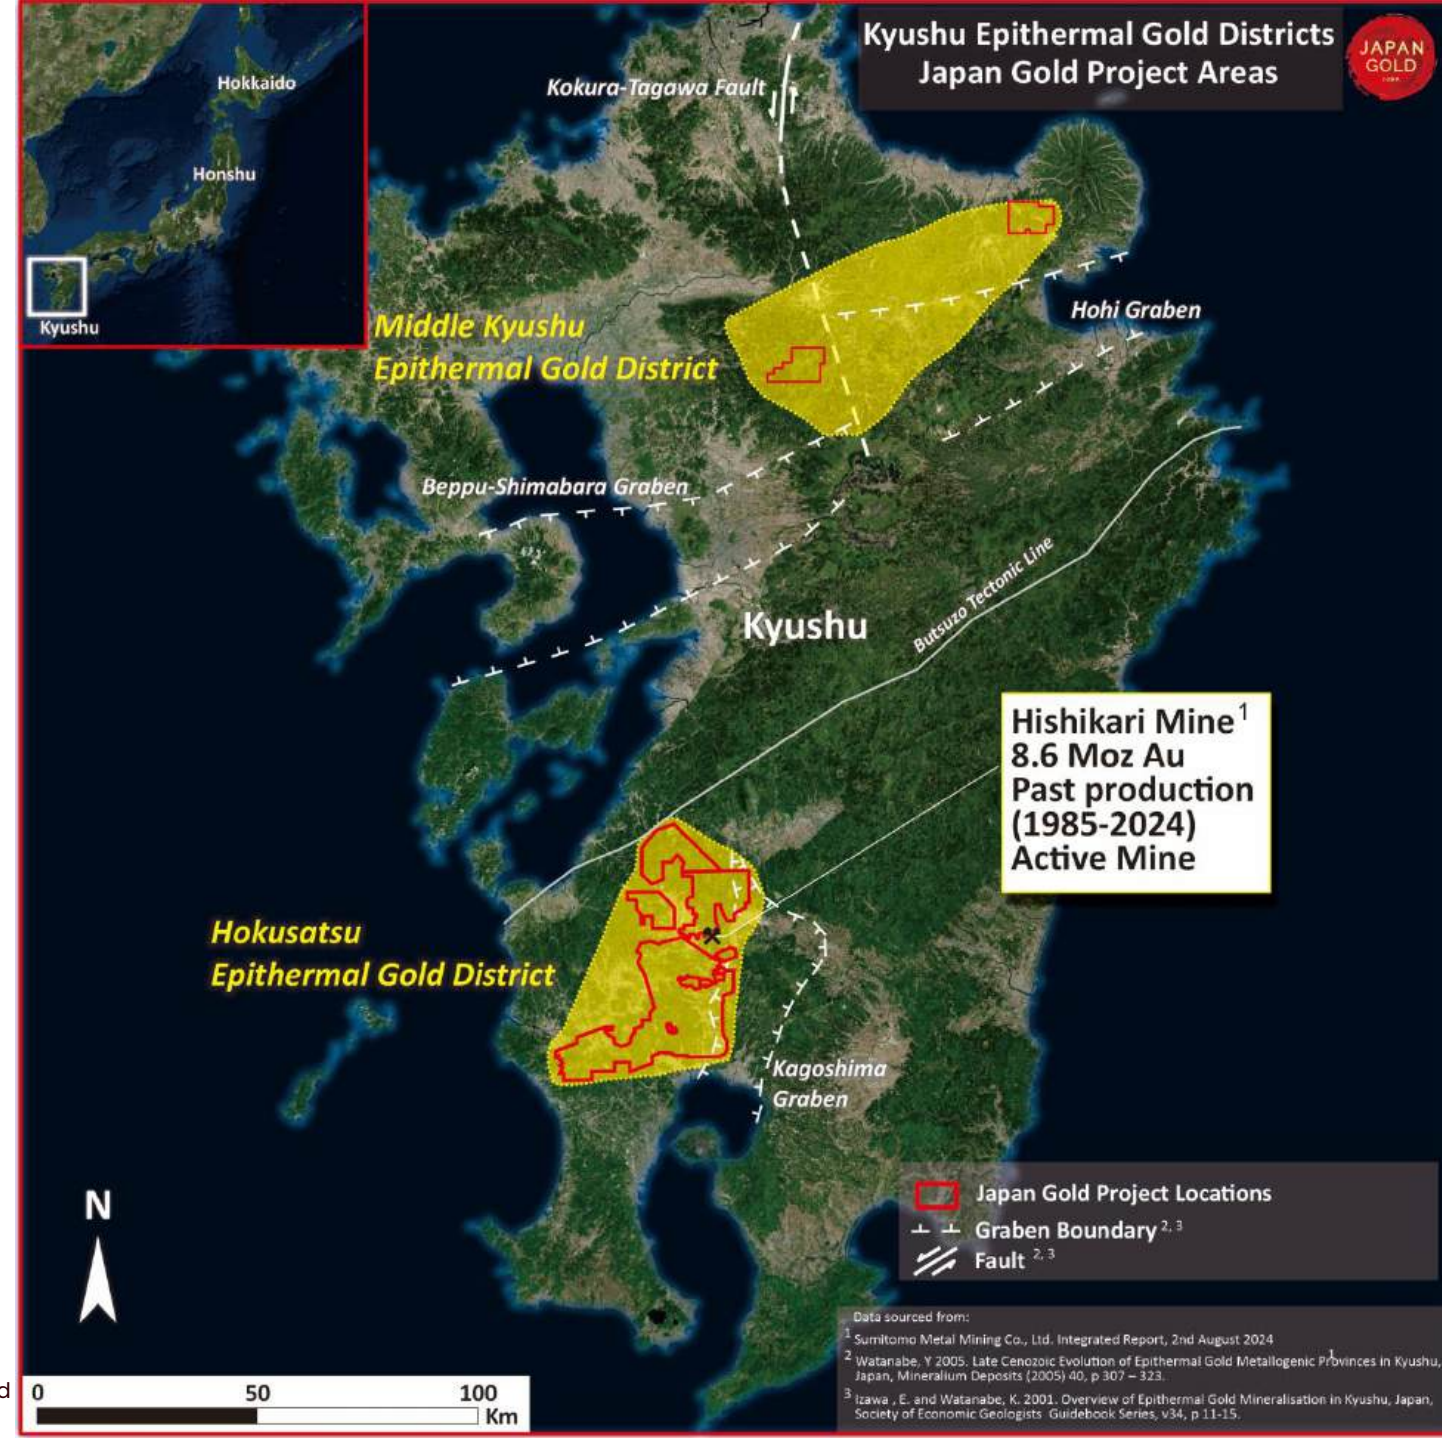 Kyushu Epithermal Gold Districts
Japan Gold Project Areas
JAPAN
GOLD
Hokkaido
Honshu
Kyushu
Kokura-Tagawa Fault
Hohi Graben
Middle Kyushu
Epithermal Gold District
Beppu-Shimabara Graben
Butsuzo Tectonic Line
Kyushu
Hishikari Mine 1
8.6 Moz Au
Past production
(1985-2024)
Active Mine
Hokusatsu
Epithermal Gold District
Kagoshima
Graben
N
Japan Gold Project Locations
Graben Boundary 2, 3
Fault 2, 3
Data sourced from:
1 Sumitomo Metal Mining Co., Ltd. Integrated Report, 2nd August 2024
2 Watanabe, Y 2005. Late Cenozoic Evolution of Epithermal Gold Metallogenic Provinces in Kyushu,
Japan, Mineralium Deposits (2005) 40, p 307 – 323.
3 Izawa , E. and Watanabe, K. 2001. Overview of Epithermal Gold Mineralisation in Kyushu, Japan,
Society of Economic Geologists Guidebook Series, v34, p 11-15.
0 50 100
Km